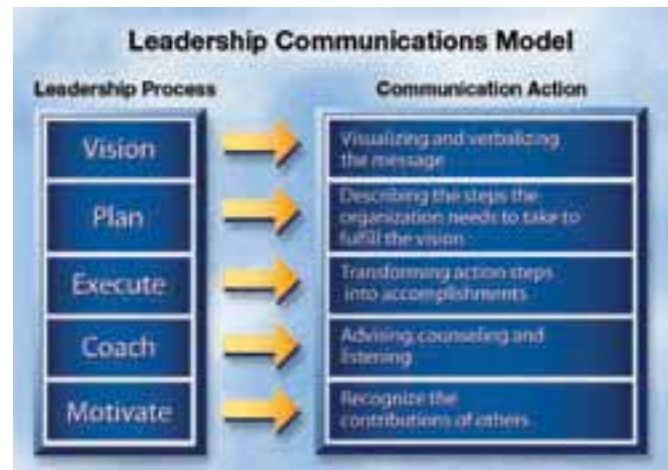 Leadership Communications Model
Leadership Process
Communication Action
Vision
Visualizing and verbalizing
the message
Plan
Describing the steps the
organization needs to take to
fulfill the vision
Execute
Transforming action steps
into accomplishments
Coach
Advising, counseling and
listening
Motivate
Recognize the
contributions of others